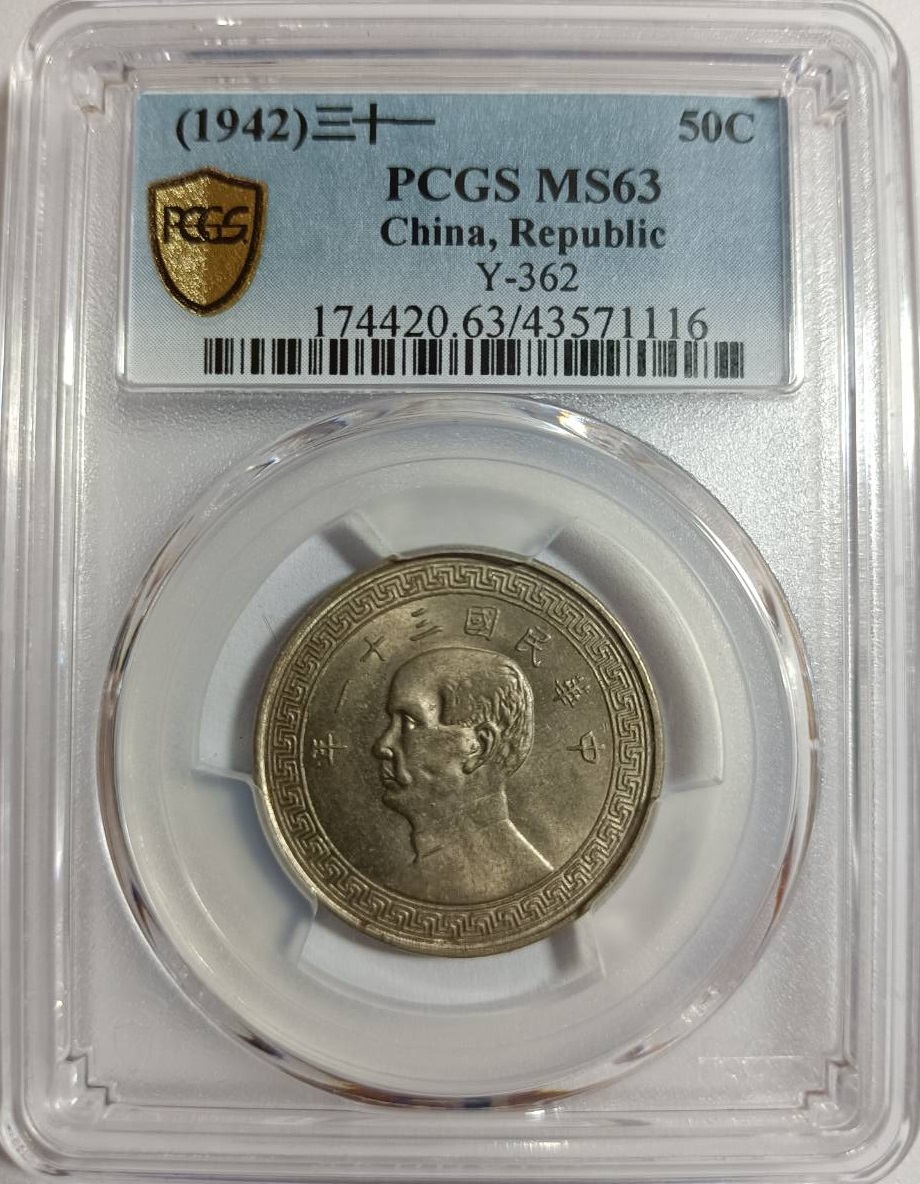 (1942)三十一 50C
PCGS MS63
China, Republic
Y-362
174420.63/43571116
PCGS
年一十三國民華中